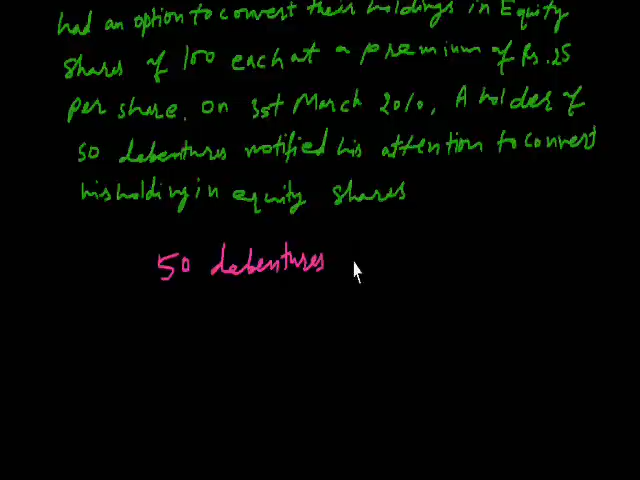 had an option to convert their holdings in Equity
shares of 100 each at a premium of Rs. 25
per share. On 31st March 2010, A holder of
50 debentures notified his attention to convert
his holding in equity shares
50 debentures